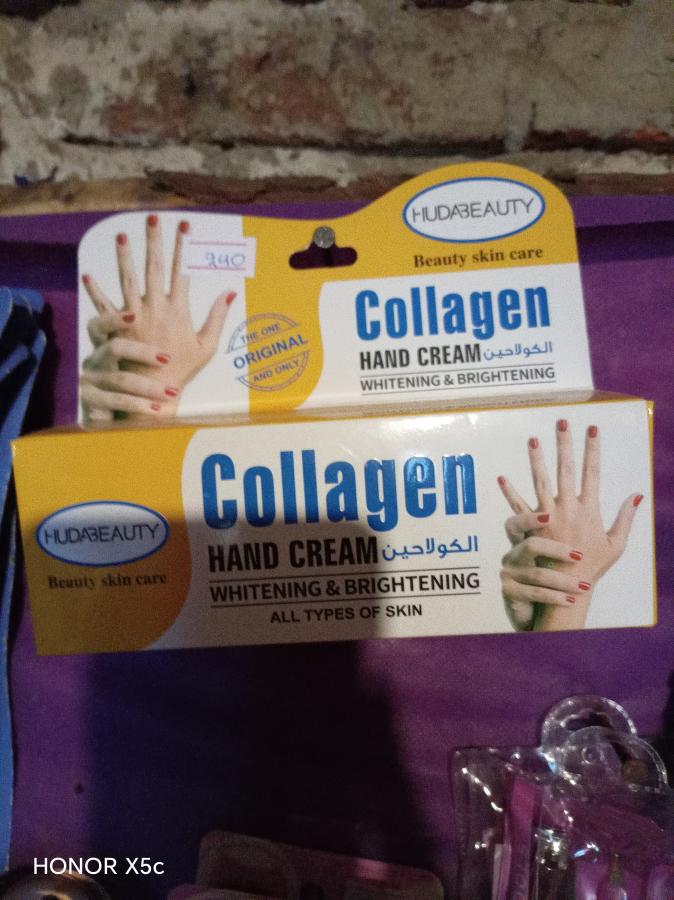 HUDABEAUTY
Beauty skin care
240
THE ONE
ORIGINAL
AND ONLY
Collagen
HAND CREAM الكولاجين
WHITENING & BRIGHTENING
HUDABEAUTY
Beauty skin care
Collagen
HAND CREAM الكولاجين
WHITENING & BRIGHTENING
ALL TYPES OF SKIN
HONOR X5c